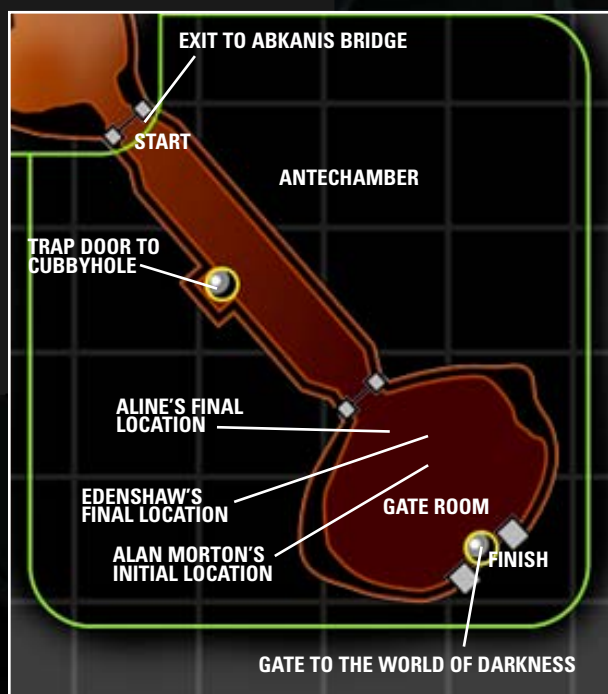 EXIT TO ABKANIS BRIDGE
START
ANTECHAMBER
TRAP DOOR TO
CUBBYHOLE
ALINE'S FINAL
LOCATION
EDENSHAW'S
FINAL LOCATION
GATE ROOM
ALAN MORTON'S
INITIAL LOCATION
FINISH
GATE TO THE WORLD OF DARKNESS